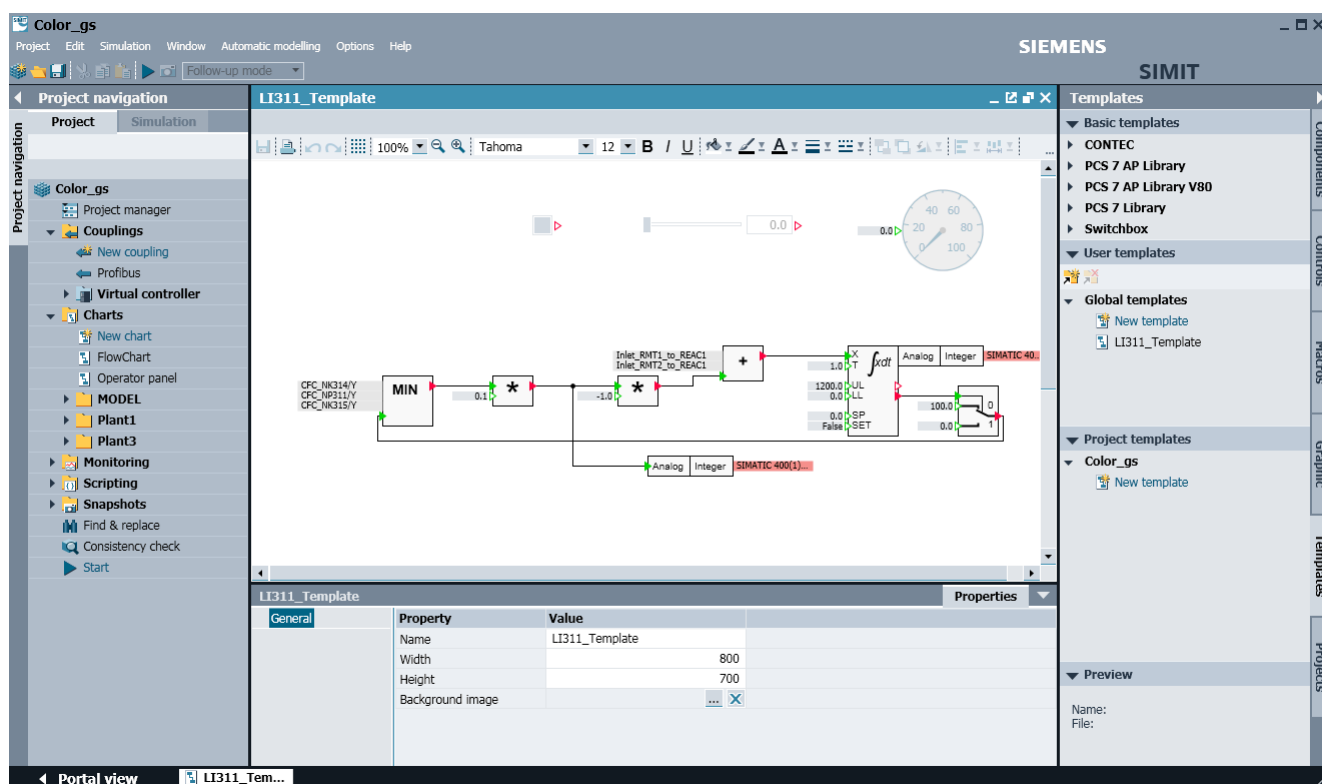 Color_gs
Project Edit Simulation Window Automatic modelling Options Help
SIEMENS
SIMIT
Follow-up mode
Project navigation
Project Simulation
Project navigation
Color_gs
Project manager
Couplings
New coupling
Profibus
Virtual controller
Charts
New chart
FlowChart
Operator panel
MODEL
Plant1
Plant3
Monitoring
Scripting
Snapshots
Find & replace
Consistency check
Start
LI311_Template
100% Tahoma 12 B I U A
0.0
0.0
0 20 40 60 80 100
Inlet_RMT1_to_REAC1
Inlet_RMT2_to_REAC1
+
CFC_NK314/Y
CFC_NP311/Y
CFC_NK315/Y
MIN
0.1
*
-1.0
*
X
1.0 T
∫xdt
1200.0 UL
0.0 LL
0.0 SP
False SET
Analog Integer SIMATIC 40..
100.0 0
0.0 1
Analog Integer SIMATIC 400(1)...
LI311_Template
Properties
General
Property Value
Name LI311_Template
Width 800
Height 700
Background image ...
Templates
Basic templates
CONTEC
PCS 7 AP Library
PCS 7 AP Library V80
PCS 7 Library
Switchbox
User templates
Global templates
New template
LI311_Template
Project templates
Color_gs
New template
Preview
Name:
File:
Components
Controls
Macros
Graphic
Templates
Projects
Portal view
LI311_Tem...